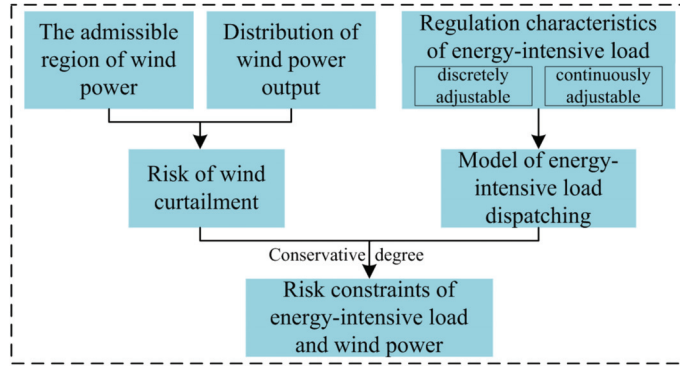 The admissible
region of wind
power
Distribution of
wind power
output
Regulation characteristics
of energy-intensive load
discretely
adjustable
continuously
adjustable
Risk of wind
curtailment
Model of energy-
intensive load
dispatching
Conservative degree
Risk constraints of
energy-intensive load
and wind power